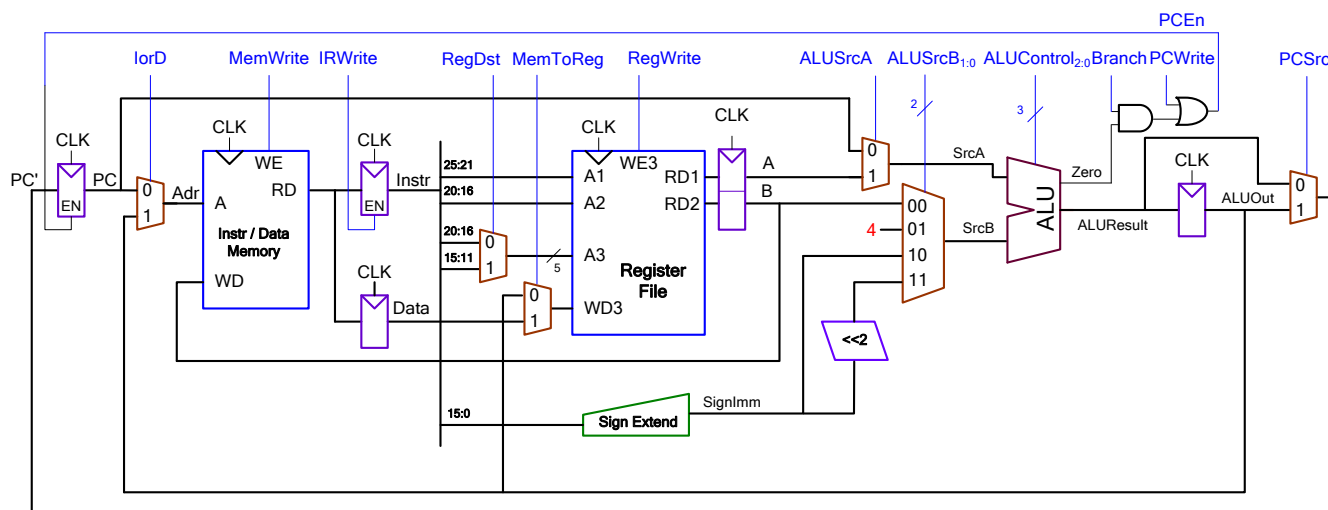 PCEn
IorD MemWrite IRWrite RegDst MemToReg RegWrite ALUSrcA ALUSrcB1:0 ALUControl2:0 Branch PCWrite PCSrc
2
3
CLK CLK CLK CLK CLK CLK
PC' PC EN
0
1
Adr
WE
A RD
Instr / Data
Memory
WD
EN
Instr
CLK
Data
25:21
20:16
20:16
15:11
15:0
0
1
5
0
1
WE3
A1 RD1
A2 RD2
A3
Register
File
WD3
A
B
0
1
SrcA
00
01
10
11
4
SrcB
<<2
Sign Extend
SignImm
ALU
Zero
ALUResult
ALUOut
0
1